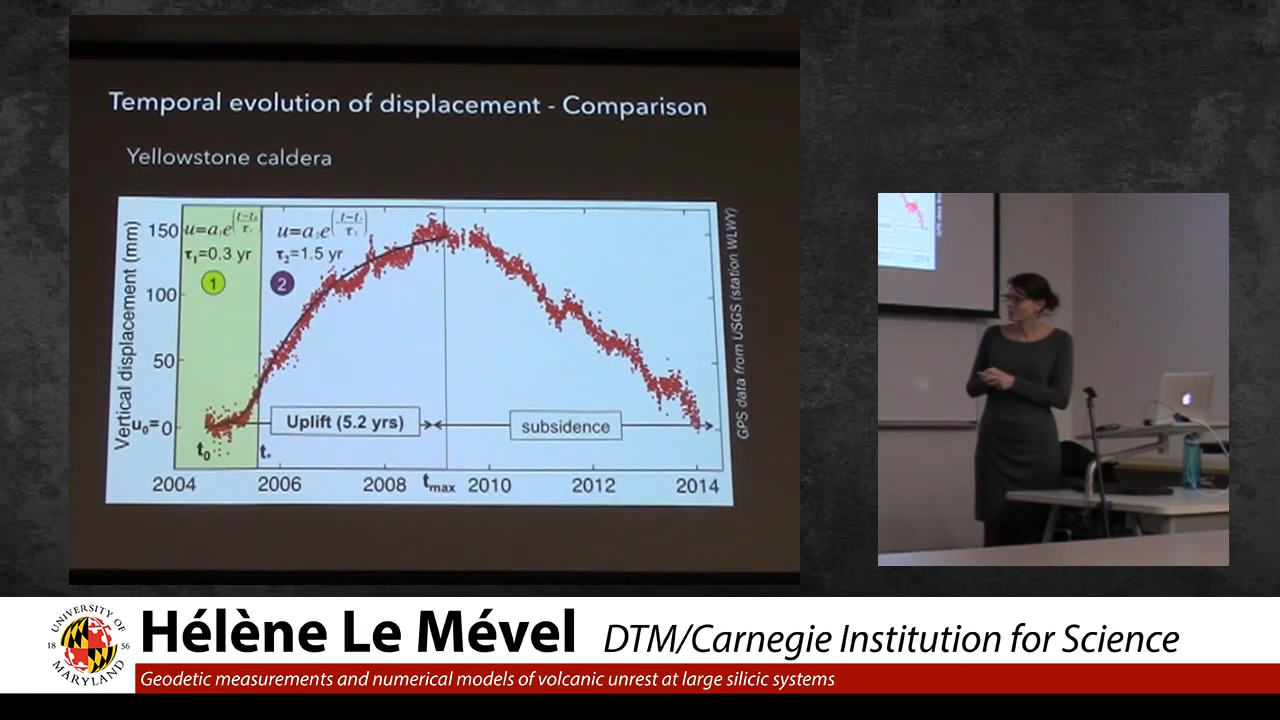 Temporal evolution of displacement - Comparison
Yellowstone caldera
Vertical displacement (mm)
150
100
50
u₀= 0
τ₁=0.3 yr
τ₂=1.5 yr
1
2
Uplift (5.2 yrs)
subsidence
t₀
t*
tmax
2004 2006 2008 2010 2012 2014
GPS data from USGS (station WLWY)
UNIVERSITY OF
18 56
MARYLAND
Hélène Le Mével DTM/Carnegie Institution for Science
Geodetic measurements and numerical models of volcanic unrest at large silicic systems